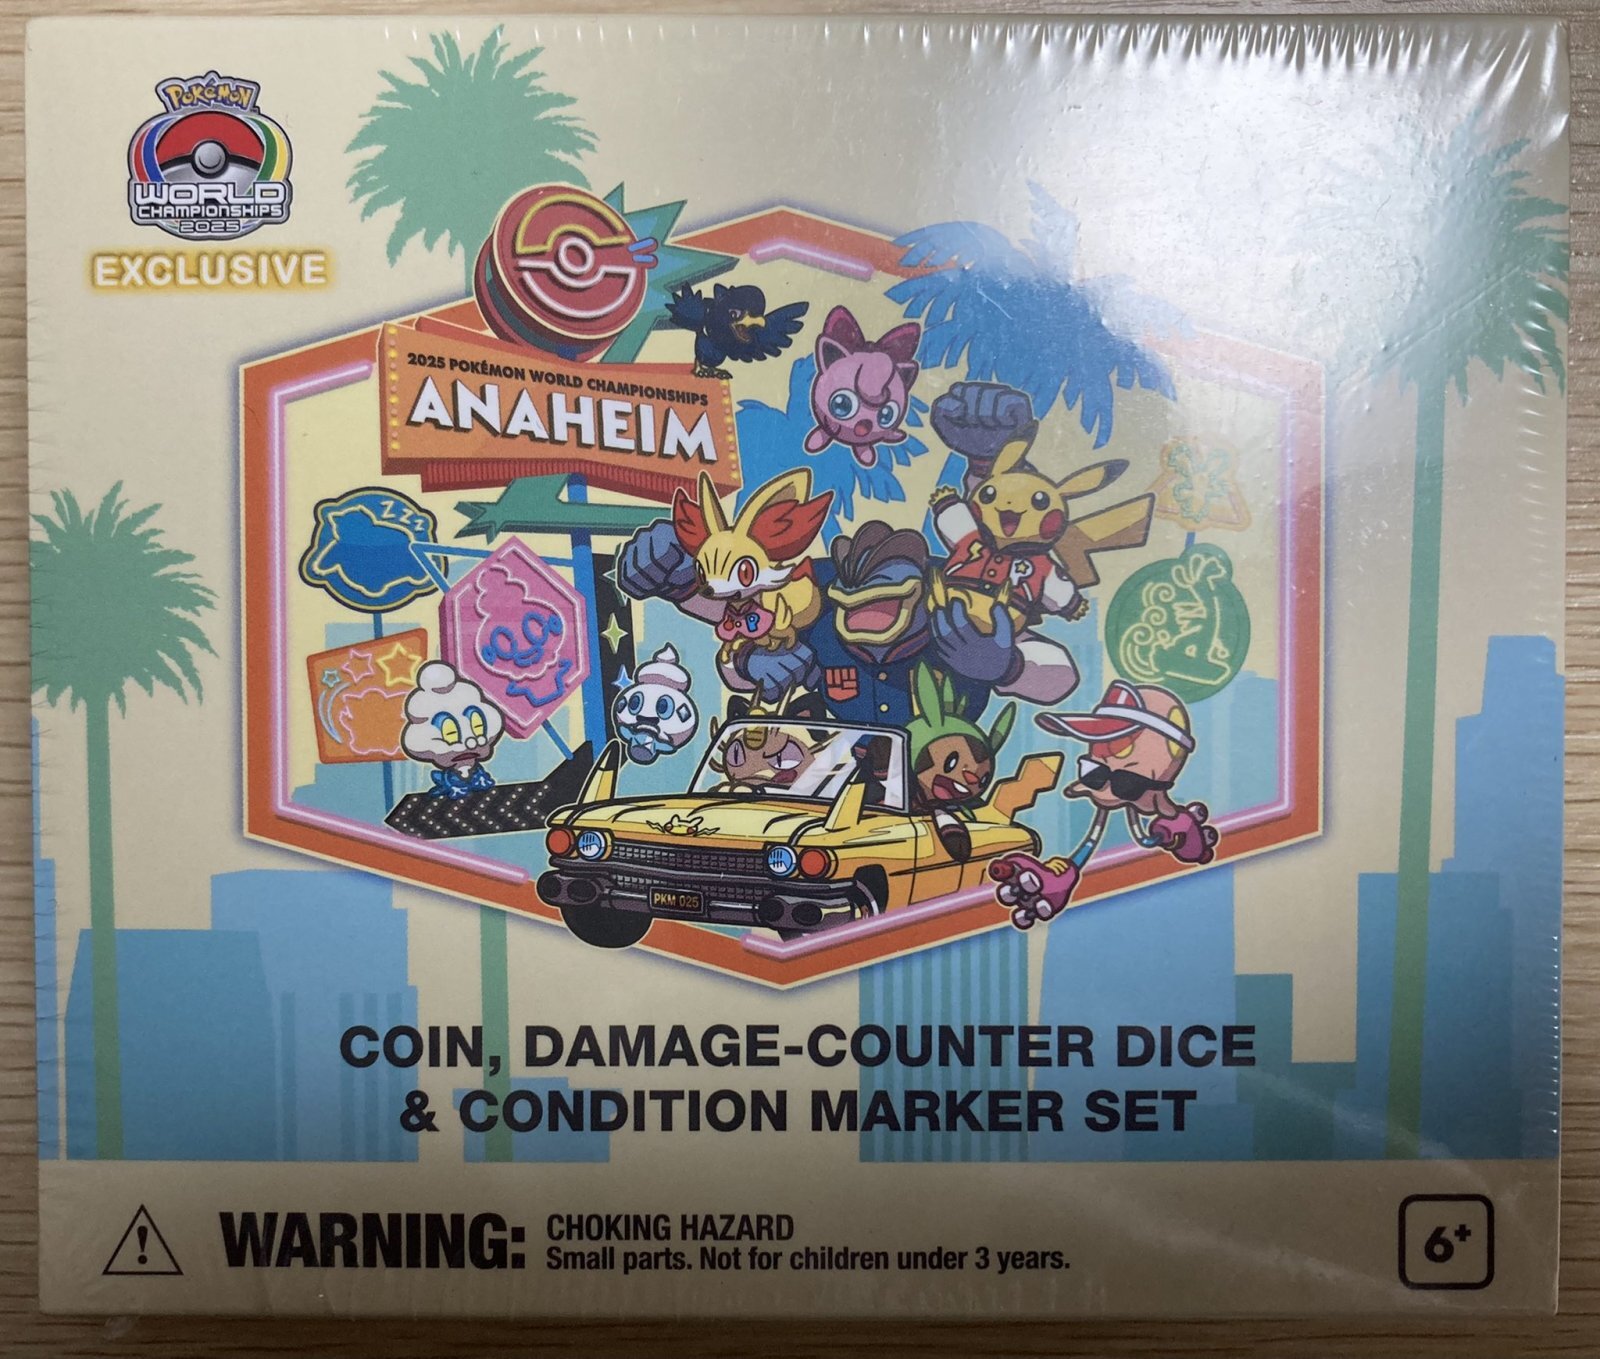 POKÉMON
WORLD
CHAMPIONSHIPS
2025
EXCLUSIVE
2025 POKÉMON WORLD CHAMPIONSHIPS
ANAHEIM
ZZZ
PKM 025
COIN, DAMAGE-COUNTER DICE
& CONDITION MARKER SET
WARNING: CHOKING HAZARD
Small parts. Not for children under 3 years.
6+